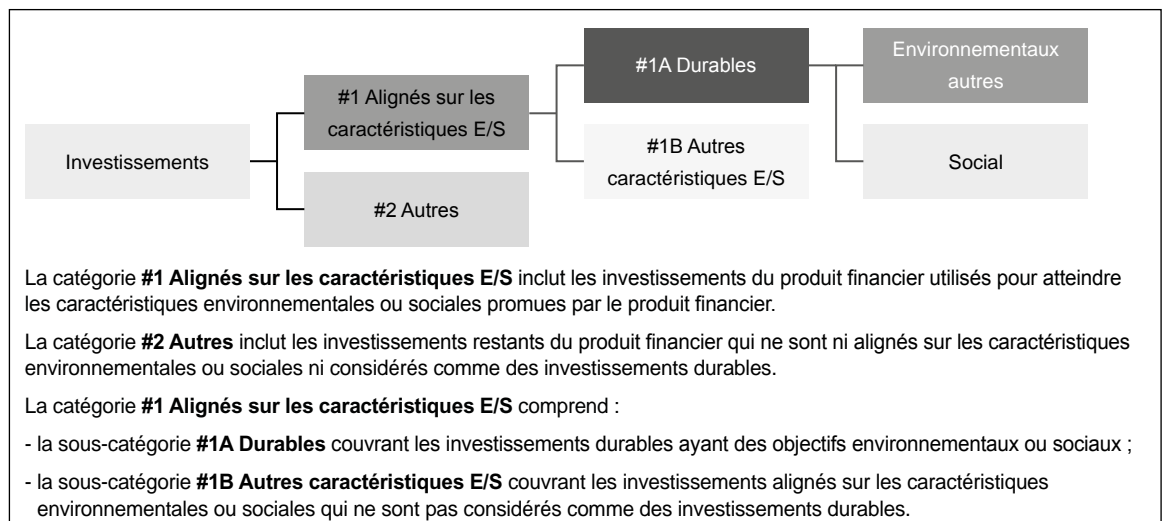 Investissements
#1 Alignés sur les
caractéristiques E/S
#2 Autres
#1A Durables
#1B Autres
caractéristiques E/S
Environnementaux
autres
Social
La catégorie #1 Alignés sur les caractéristiques E/S inclut les investissements du produit financier utilisés pour atteindre
les caractéristiques environnementales ou sociales promues par le produit financier.
La catégorie #2 Autres inclut les investissements restants du produit financier qui ne sont ni alignés sur les caractéristiques
environnementales ou sociales ni considérés comme des investissements durables.
La catégorie #1 Alignés sur les caractéristiques E/S comprend :
- la sous-catégorie #1A Durables couvrant les investissements durables ayant des objectifs environnementaux ou sociaux ;
- la sous-catégorie #1B Autres caractéristiques E/S couvrant les investissements alignés sur les caractéristiques
environnementales ou sociales qui ne sont pas considérés comme des investissements durables.